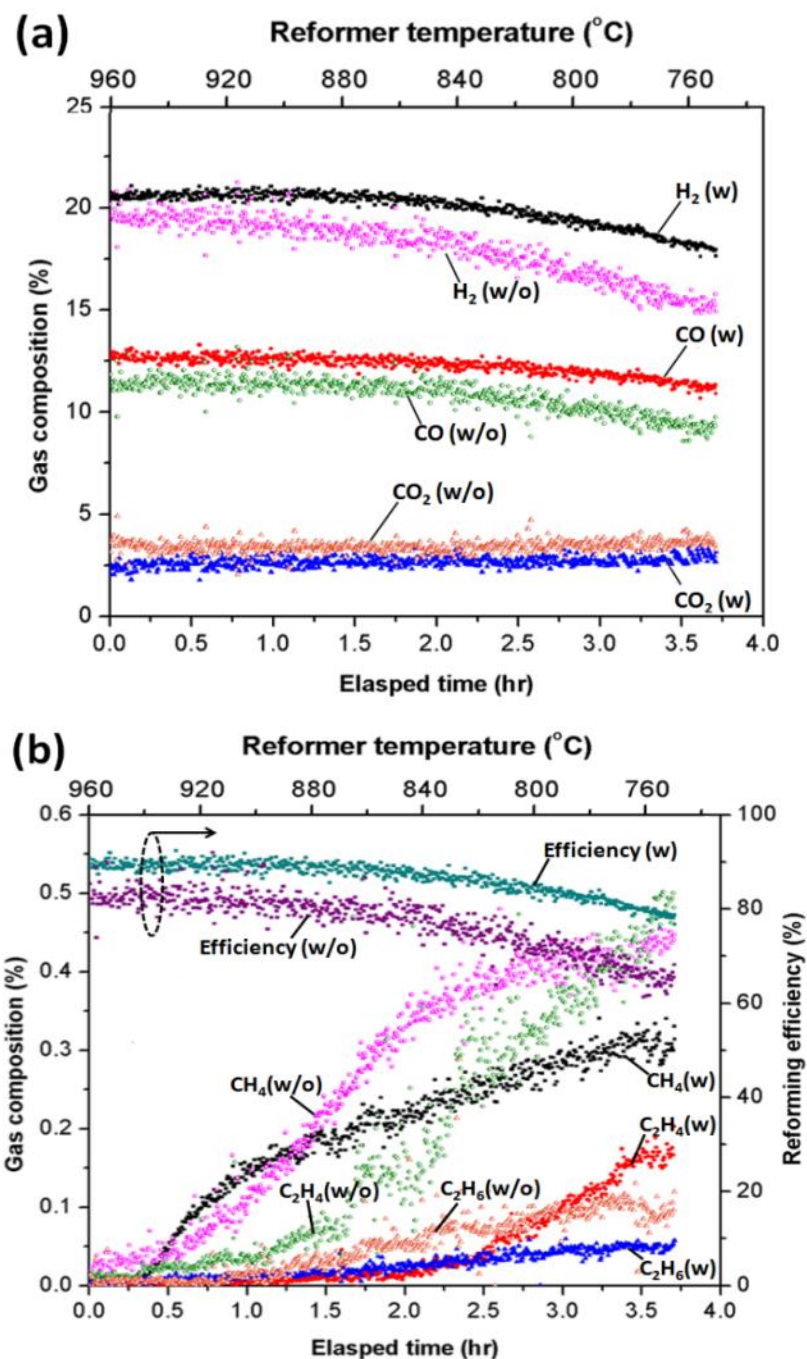 (a)
Reformer temperature (°C)
960 920 880 840 800 760
25
20
15
10
5
0
Gas composition (%)
H₂ (w)
H₂ (w/o)
CO (w)
CO (w/o)
CO₂ (w/o)
CO₂ (w)
0.0 0.5 1.0 1.5 2.0 2.5 3.0 3.5 4.0
Elasped time (hr)
(b)
Reformer temperature (°C)
960 920 880 840 800 760
0.6
0.5
0.4
0.3
0.2
0.1
0.0
Gas composition (%)
100
80
60
40
20
0
Reforming efficiency (%)
Efficiency (w)
Efficiency (w/o)
CH₄(w/o)
CH₄(w)
C₂H₄(w)
C₂H₄(w/o)
C₂H₆(w/o)
C₂H₆(w)
0.0 0.5 1.0 1.5 2.0 2.5 3.0 3.5 4.0
Elasped time (hr)